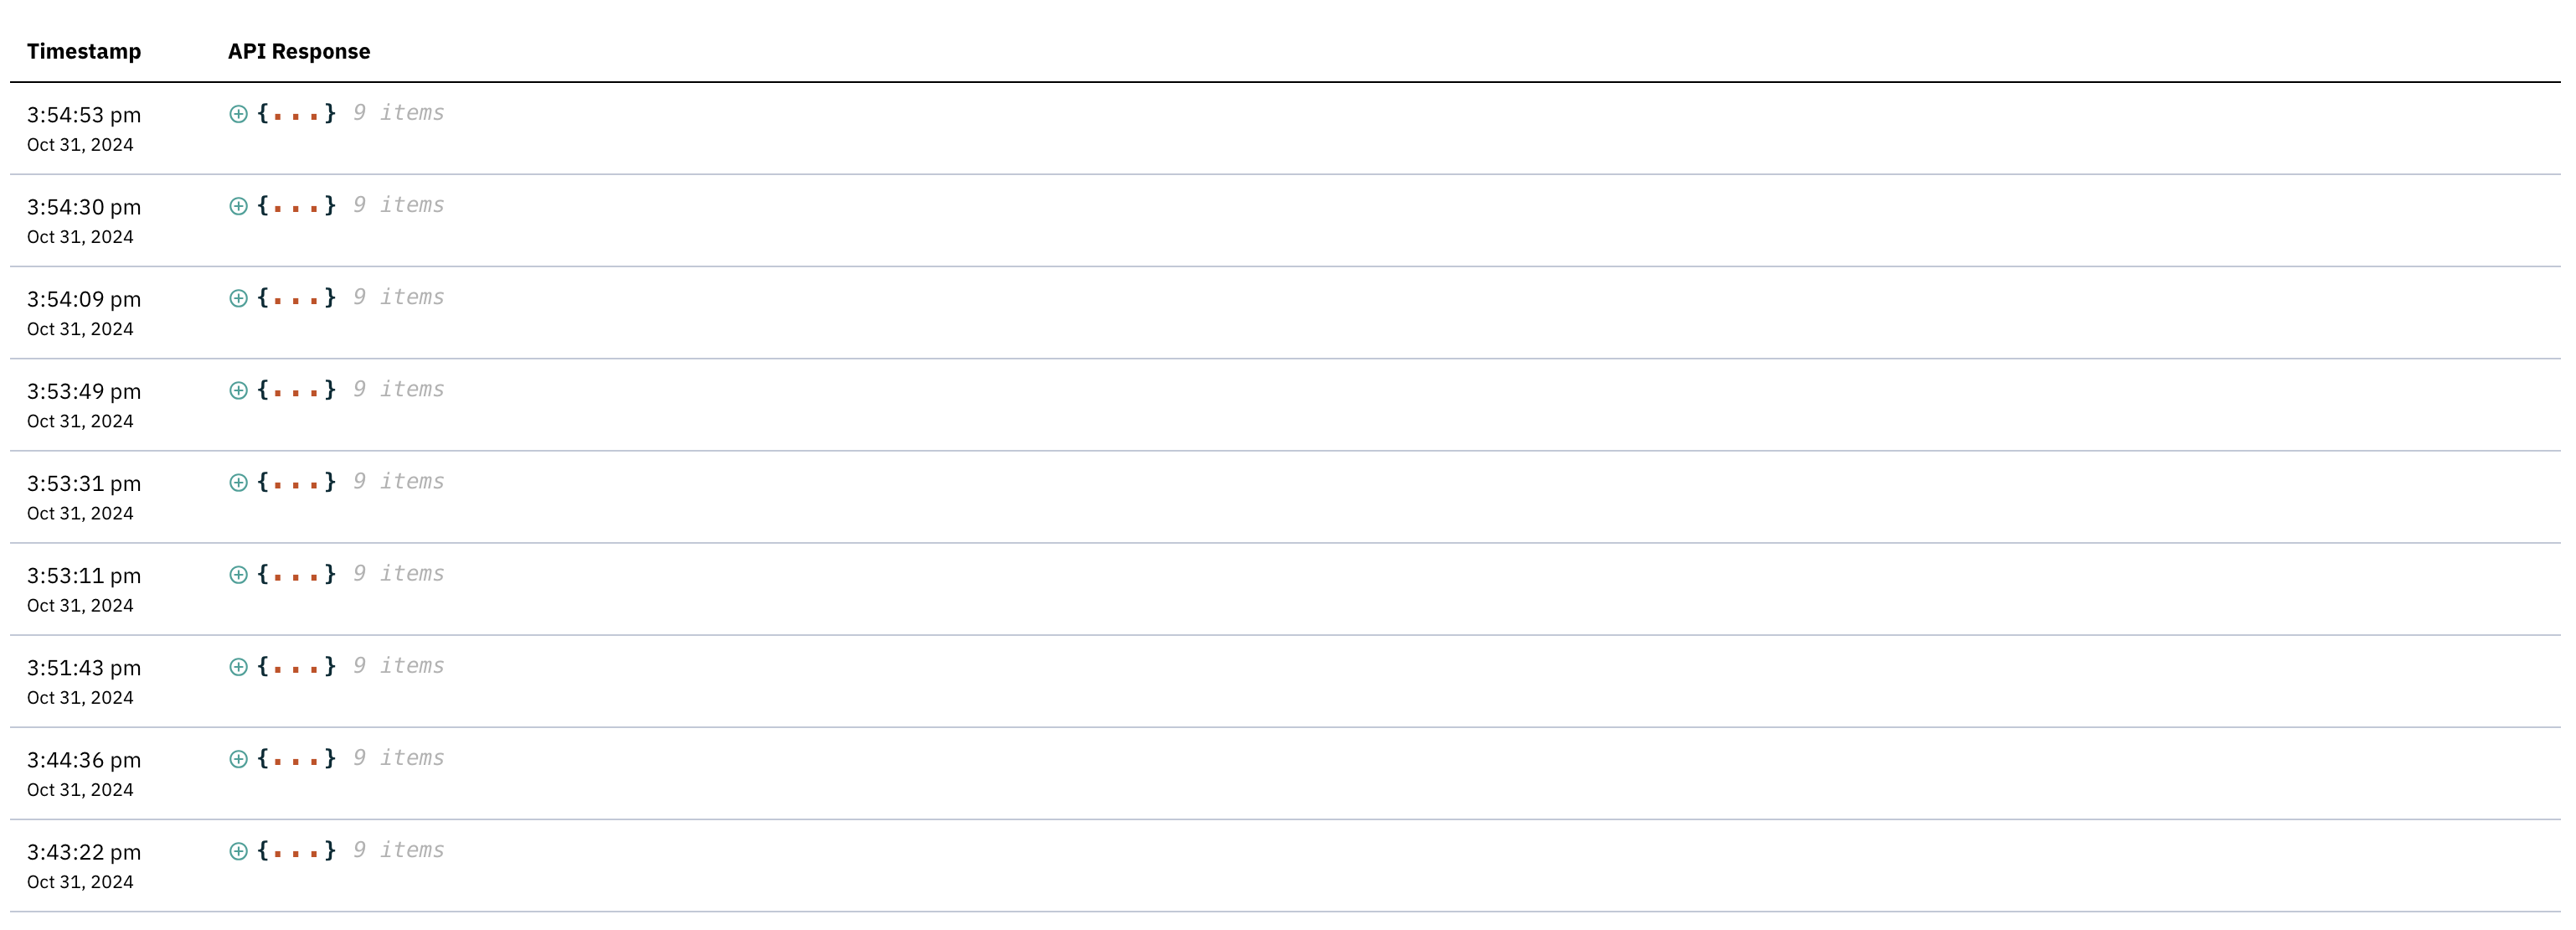 Timestamp API Response
3:54:53 pm {...} 9 items
Oct 31, 2024
3:54:30 pm {...} 9 items
Oct 31, 2024
3:54:09 pm {...} 9 items
Oct 31, 2024
3:53:49 pm {...} 9 items
Oct 31, 2024
3:53:31 pm {...} 9 items
Oct 31, 2024
3:53:11 pm {...} 9 items
Oct 31, 2024
3:51:43 pm {...} 9 items
Oct 31, 2024
3:44:36 pm {...} 9 items
Oct 31, 2024
3:43:22 pm {...} 9 items
Oct 31, 2024